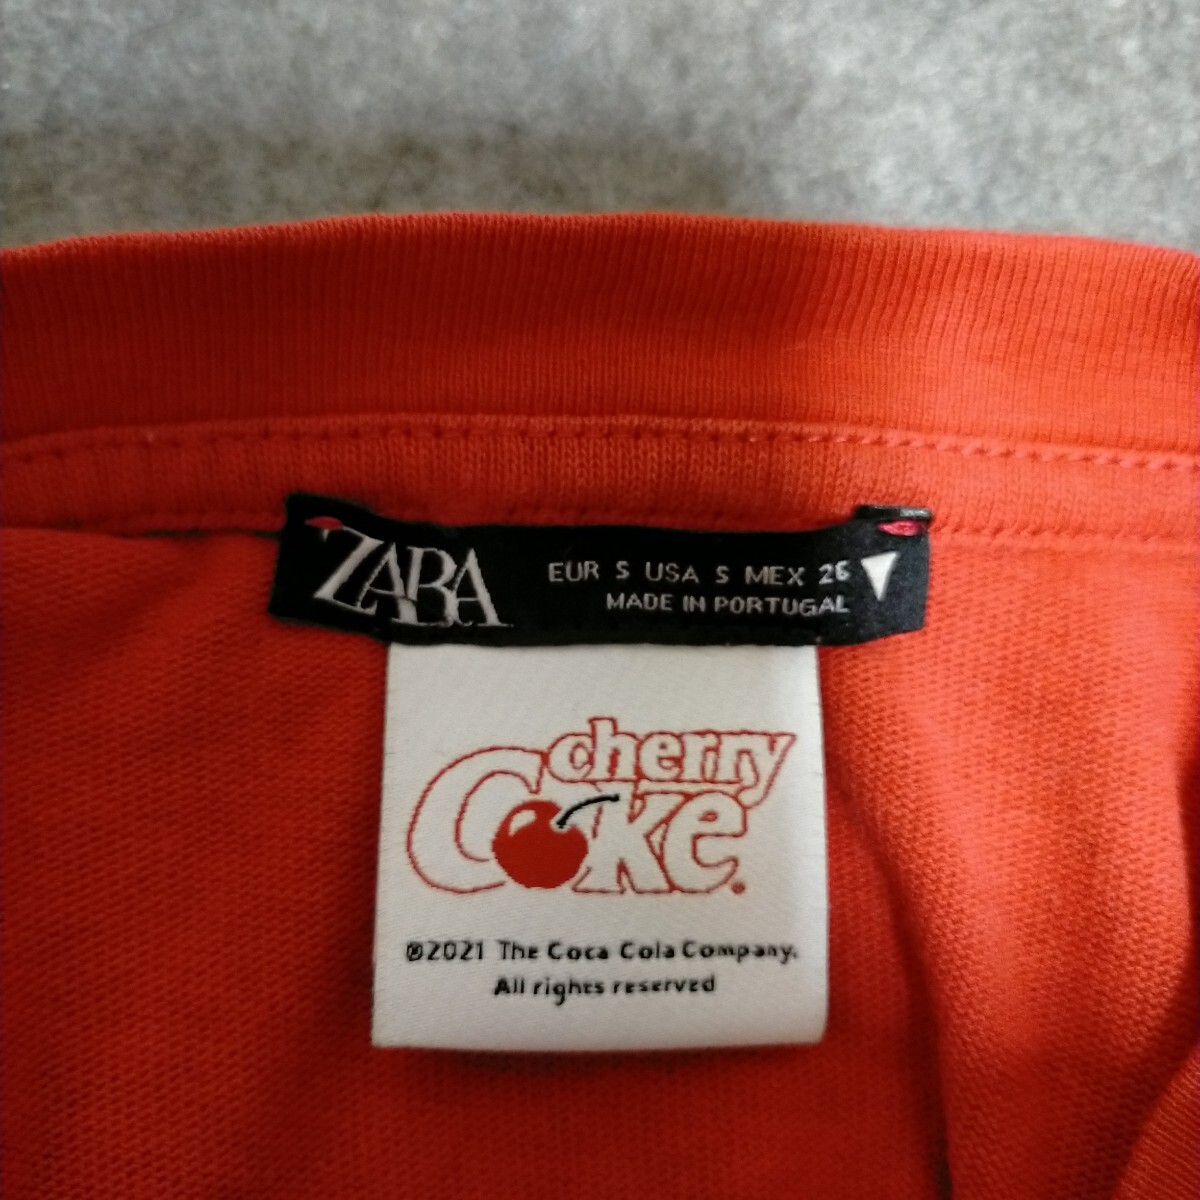 ZARA
EUR S USA S MEX 26
MADE IN PORTUGAL
cherry
Coke.
©2021 The Coca Cola Company.
All rights reserved